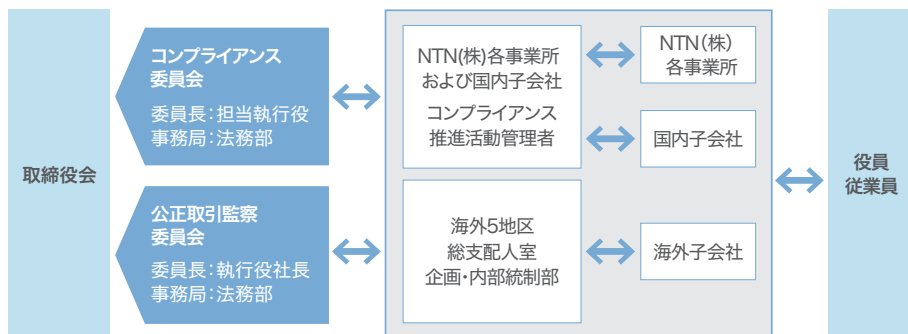 取締役会
コンプライアンス
委員会
委員長：担当執行役
事務局：法務部
公正取引監察
委員会
委員長：執行役社長
事務局：法務部
NTN(株)各事業所
および国内子会社
コンプライアンス
推進活動管理者
海外5地区
総支配人室
企画・内部統制部
NTN（株）
各事業所
国内子会社
海外子会社
役員
従業員